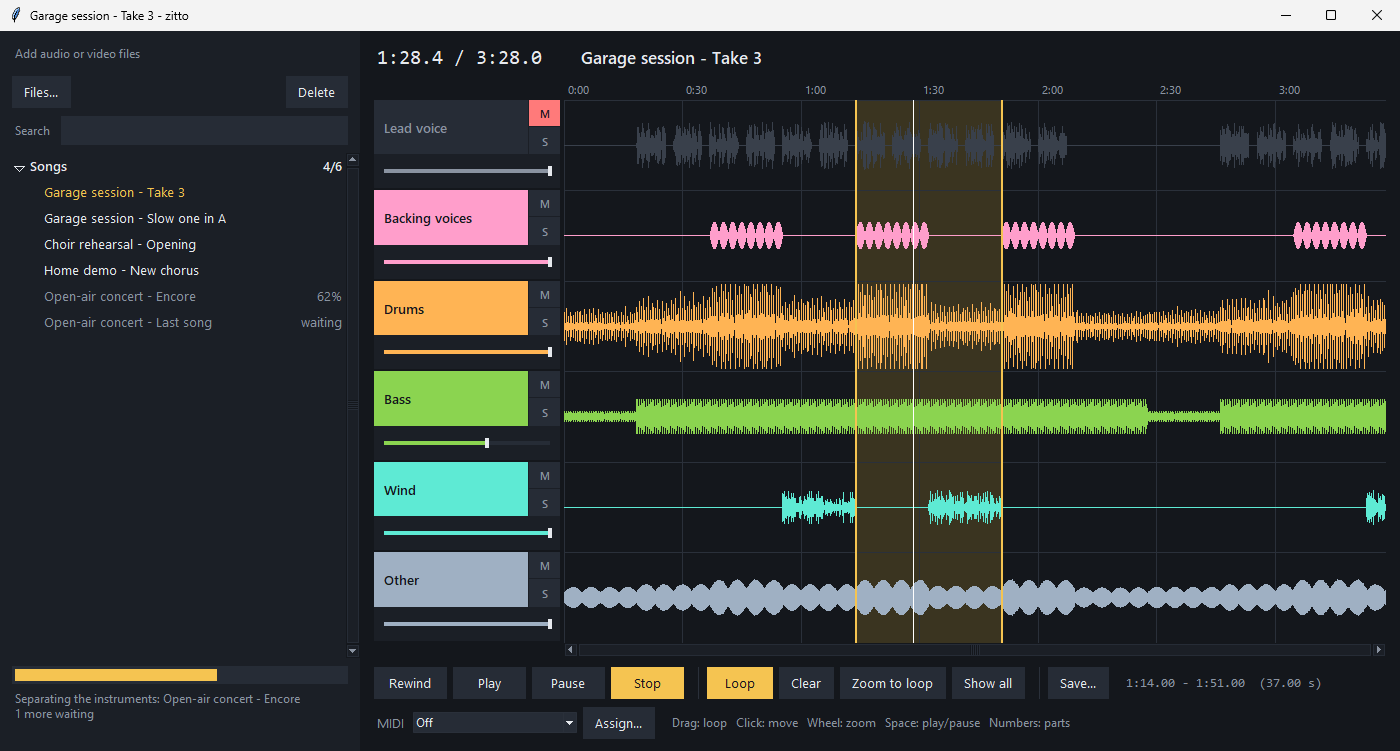 Garage session - Take 3 - zitto
Add audio or video files
Files...
Delete
Search
Songs 4/6
Garage session - Take 3
Garage session - Slow one in A
Choir rehearsal - Opening
Home demo - New chorus
Open-air concert - Encore 62%
Open-air concert - Last song waiting
Separating the instruments: Open-air concert - Encore
1 more waiting
1:28.4 / 3:28.0 Garage session - Take 3
0:00 0:30 1:00 1:30 2:00 2:30 3:00
Lead voice M
S
Backing voices M
S
Drums M
S
Bass M
S
Wind M
S
Other M
S
Rewind Play Pause Stop Loop Clear Zoom to loop Show all Save... 1:14.00 - 1:51.00 (37.00 s)
MIDI Off Assign... Drag: loop Click: move Wheel: zoom Space: play/pause Numbers: parts